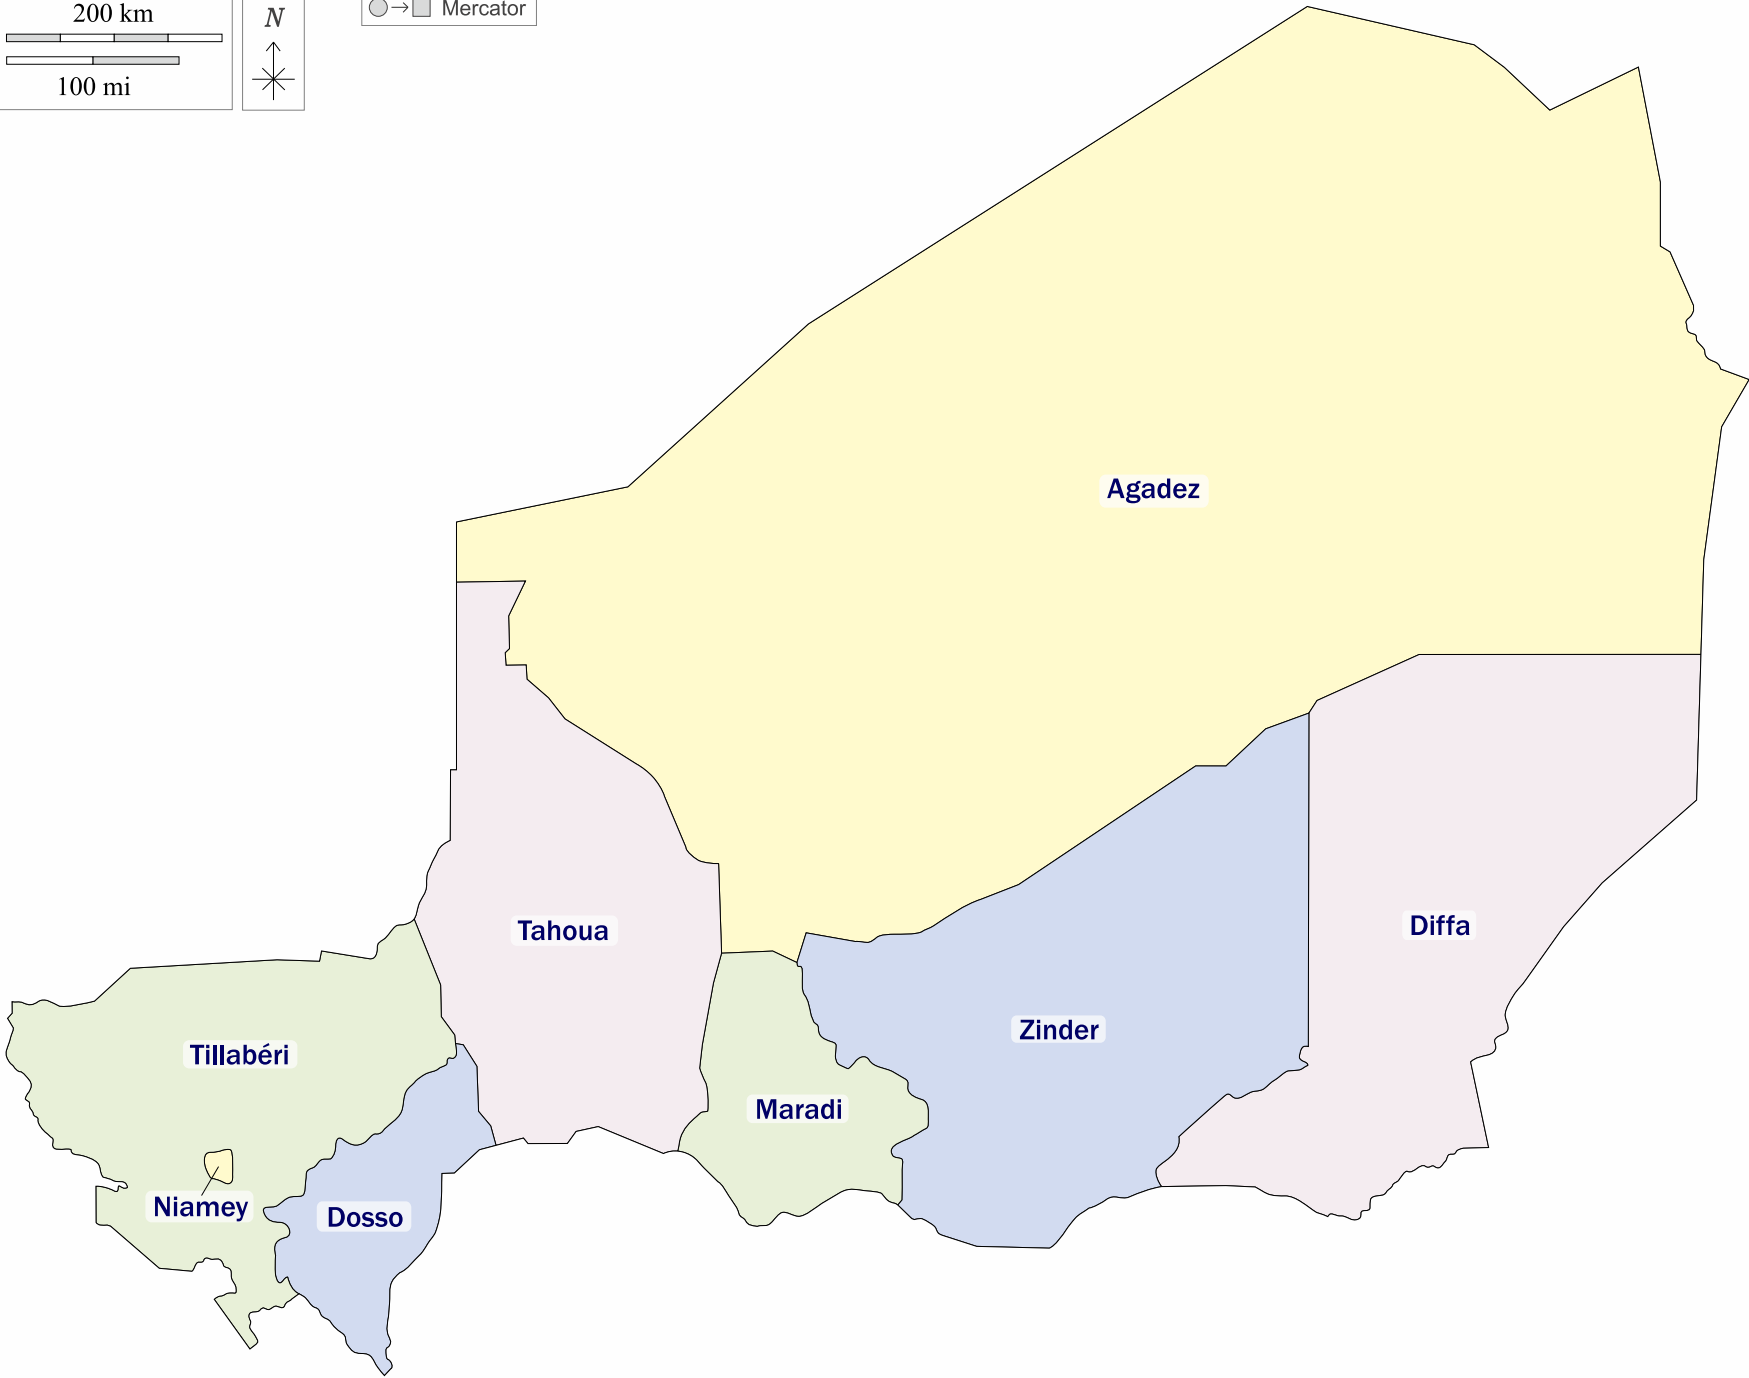 200 km
100 mi
N
Mercator
Agadez
Tahoua
Diffa
Zinder
Tillabéri
Maradi
Niamey
Dosso